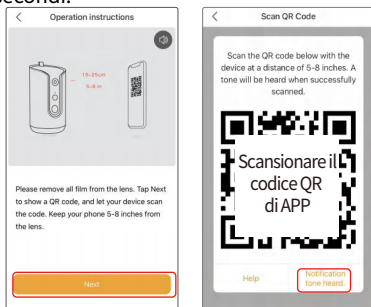 secondi.
Operation instructions
15-25cm
5-8 in
Please remove all film from the lens. Tap Next
to show a QR code, and let your device scan
the code. Keep your phone 5-8 inches from
the lens.
Next
Scan QR Code
Scan the QR code below with the
device at a distance of 5-8 inches. A
tone will be heard when successfully
scanned.
Scansionare il
codice QR
di APP
Help
Notification
tone heard.